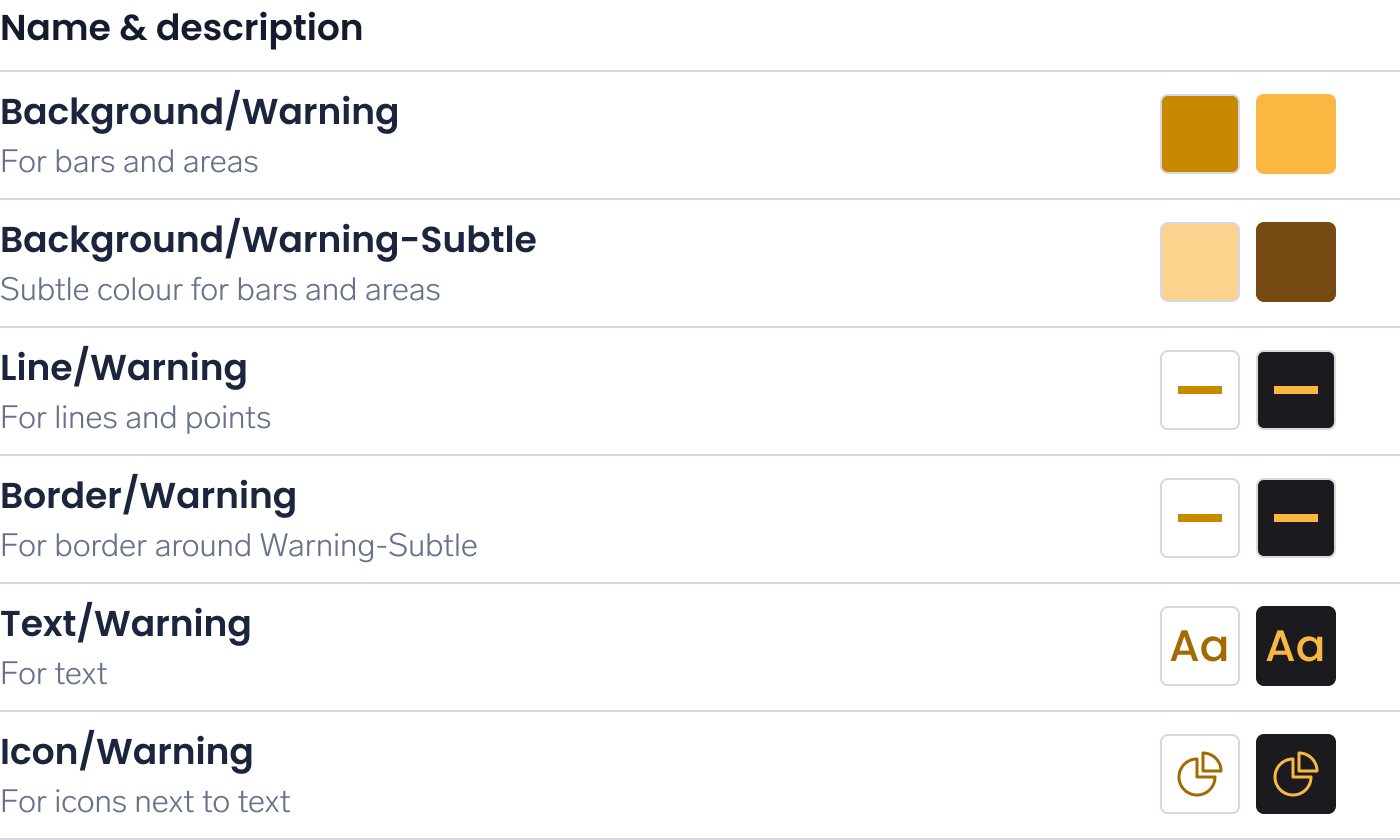 Name & description
Background/Warning
For bars and areas
Background/Warning-Subtle
Subtle colour for bars and areas
Line/Warning
For lines and points
Border/Warning
For border around Warning-Subtle
Text/Warning
For text
Aa Aa
Icon/Warning
For icons next to text